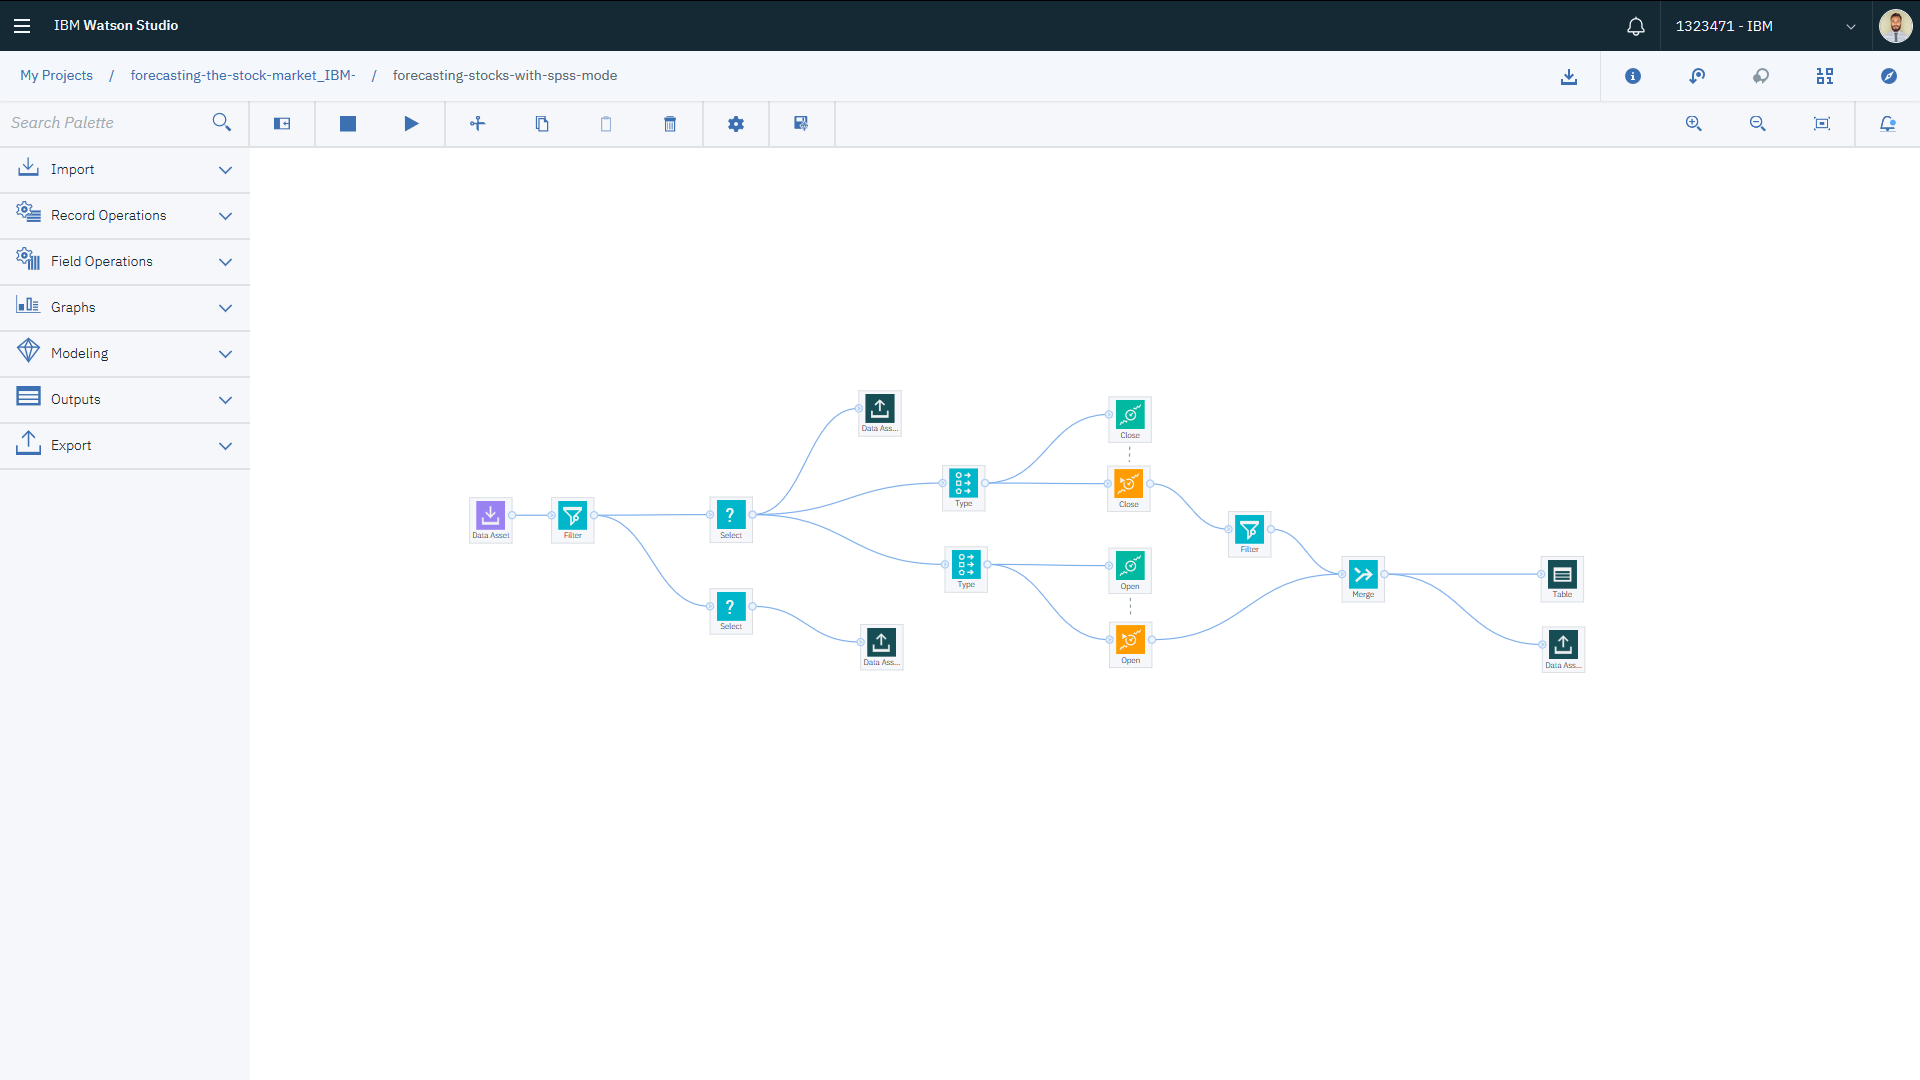 IBM Watson Studio
1323471 - IBM
My Projects / forecasting-the-stock-market_IBM- / forecasting-stocks-with-spss-mode
Search Palette
Import
Record Operations
Field Operations
Graphs
Modeling
Outputs
Export
Data Ass...
Close
Type
Close
Data Asset
Filter
Select
Filter
Type
Open
Merge
Table
Select
Data Ass...
Open
Data Ass...